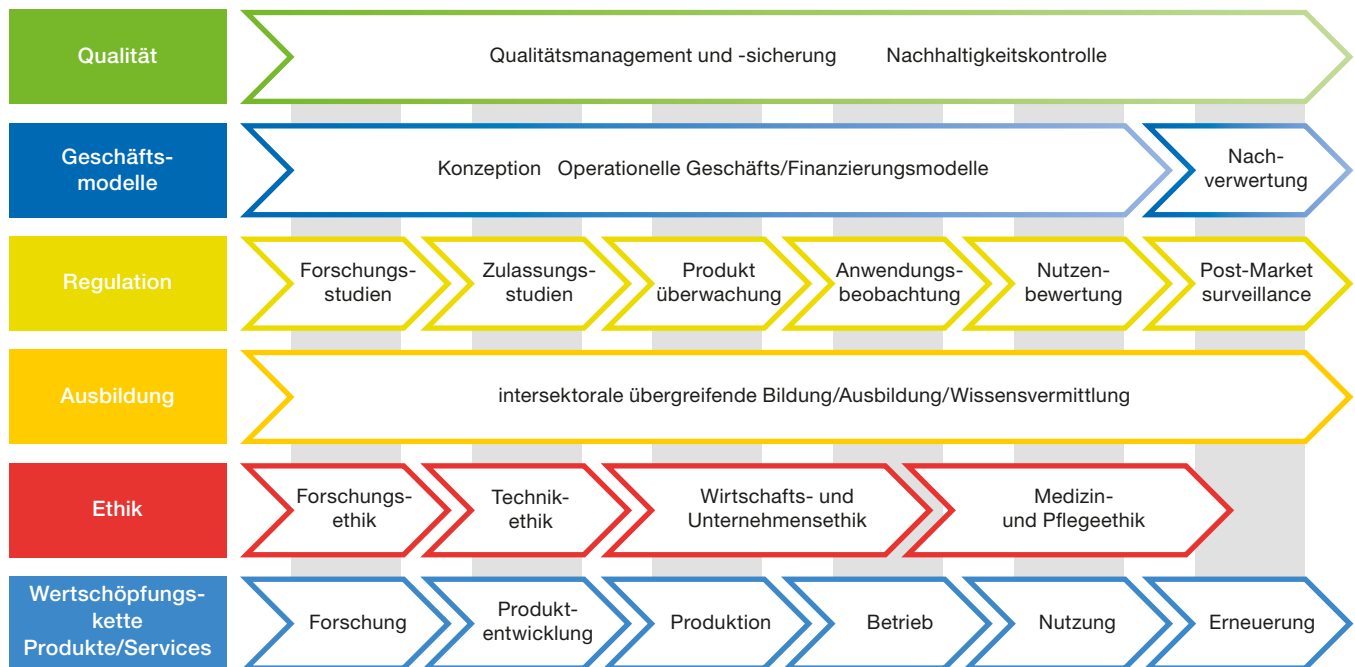 Qualität
Qualitätsmanagement und -sicherung Nachhaltigkeitskontrolle
Geschäfts-
modelle
Konzeption Operationelle Geschäfts/Finanzierungsmodelle
Nach-
verwertung
Regulation
Forschungs-
studien
Zulassungs-
studien
Produkt
überwachung
Anwendungs-
beobachtung
Nutzen-
bewertung
Post-Market
surveillance
Ausbildung
intersektorale übergreifende Bildung/Ausbildung/Wissensvermittlung
Ethik
Forschungs-
ethik
Technik-
ethik
Wirtschafts- und
Unternehmensethik
Medizin-
und Pflegeethik
Wertschöpfungs-
kette
Produkte/Services
Forschung
Produkt-
entwicklung
Produktion
Betrieb
Nutzung
Erneuerung